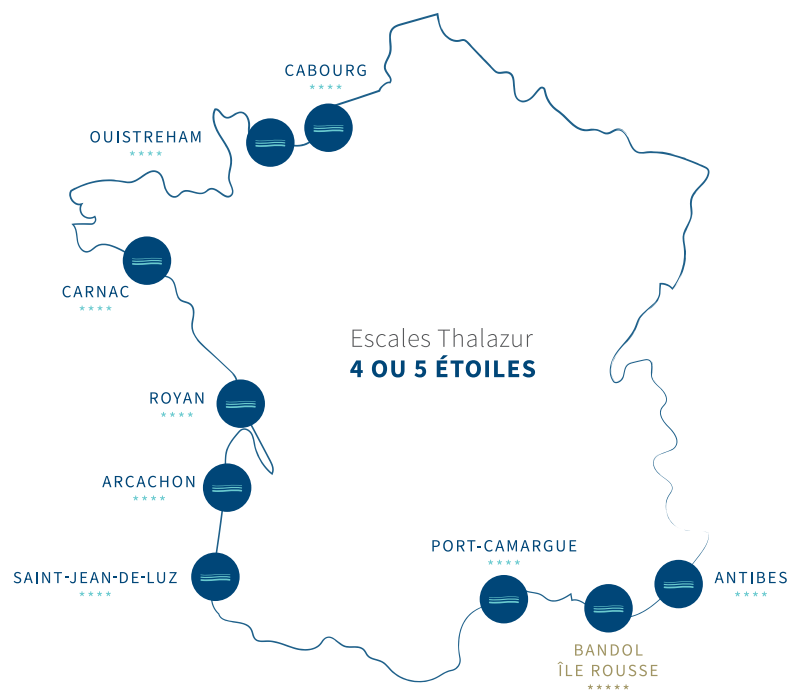 CABOURG
****
OUISTREHAM
****
CARNAC
****
Escales Thalazur
4 OU 5 ÉTOILES
ROYAN
****
ARCACHON
****
PORT-CAMARGUE
****
SAINT-JEAN-DE-LUZ
****
ANTIBES
****
BANDOL
ÎLE ROUSSE
*****